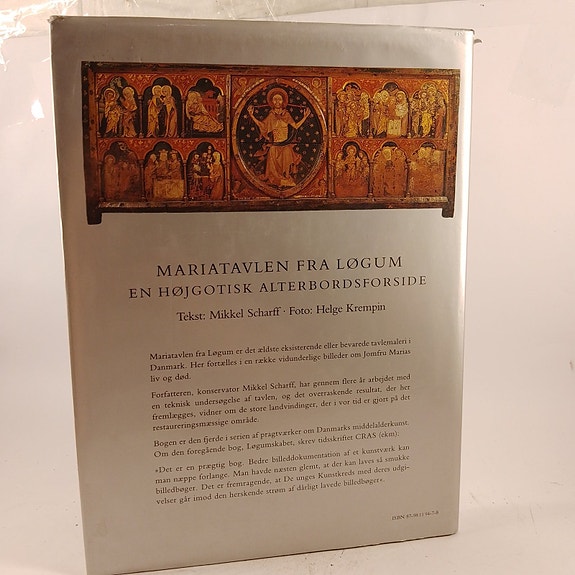 MARIATAVLEN FRA LØGUM
EN HØJGOTISK ALTERBORDSFORSIDE
Tekst: Mikkel Scharff · Foto: Helge Krempin
Mariatavlen fra Løgum er det ældste eksisterende eller bevarede tavlemaleri i
Danmark. Her fortælles i en række vidunderlige billeder om Jomfru Marias
liv og død.
Forfatteren, konservator Mikkel Scharff, har gennem flere år arbejdet med
en teknisk undersøgelse af tavlen, og det overraskende resultat, der her
fremlægges, vidner om de store landvindinger, der i vor tid er gjort på det
restaureringsmæssige område.
Bogen er den fjerde i serien af pragtværker om Danmarks middelalderkunst.
Om den foregående bog, Løgumskabet, skrev tidsskriftet CRAS (ekm):
»Det er en prægtig bog. Bedre billeddokumentation af et kunstværk kan
man næppe forlange. Man havde næsten glemt, at der kan laves så smukke
billedbøger. Det er fremragende, at De unges Kunstkreds med deres udgi-
velser går imod den herskende strøm af dårligt lavede billedbøger«.
ISBN